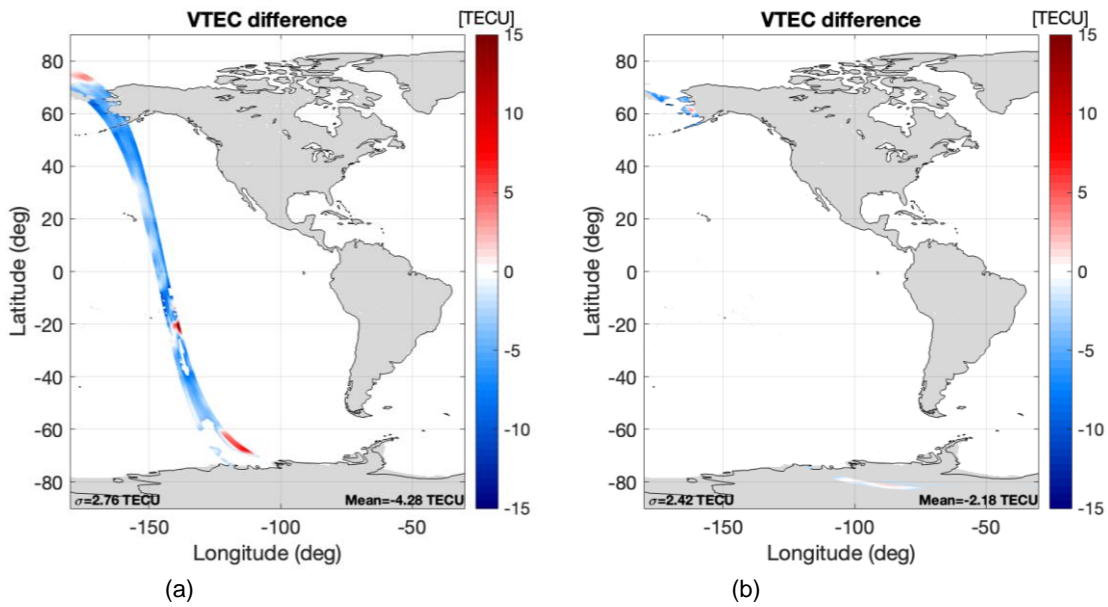 VTEC difference
[TECU]
80
60
40
20
0
-20
-40
-60
-80
Latitude (deg)
-150
-100
-50
Longitude (deg)
σ=2.76 TECU
Mean=-4.28 TECU
15
10
5
0
-5
-10
-15
(a)
VTEC difference
[TECU]
80
60
40
20
0
-20
-40
-60
-80
Latitude (deg)
-150
-100
-50
Longitude (deg)
σ=2.42 TECU
Mean=-2.18 TECU
15
10
5
0
-5
-10
-15
(b)